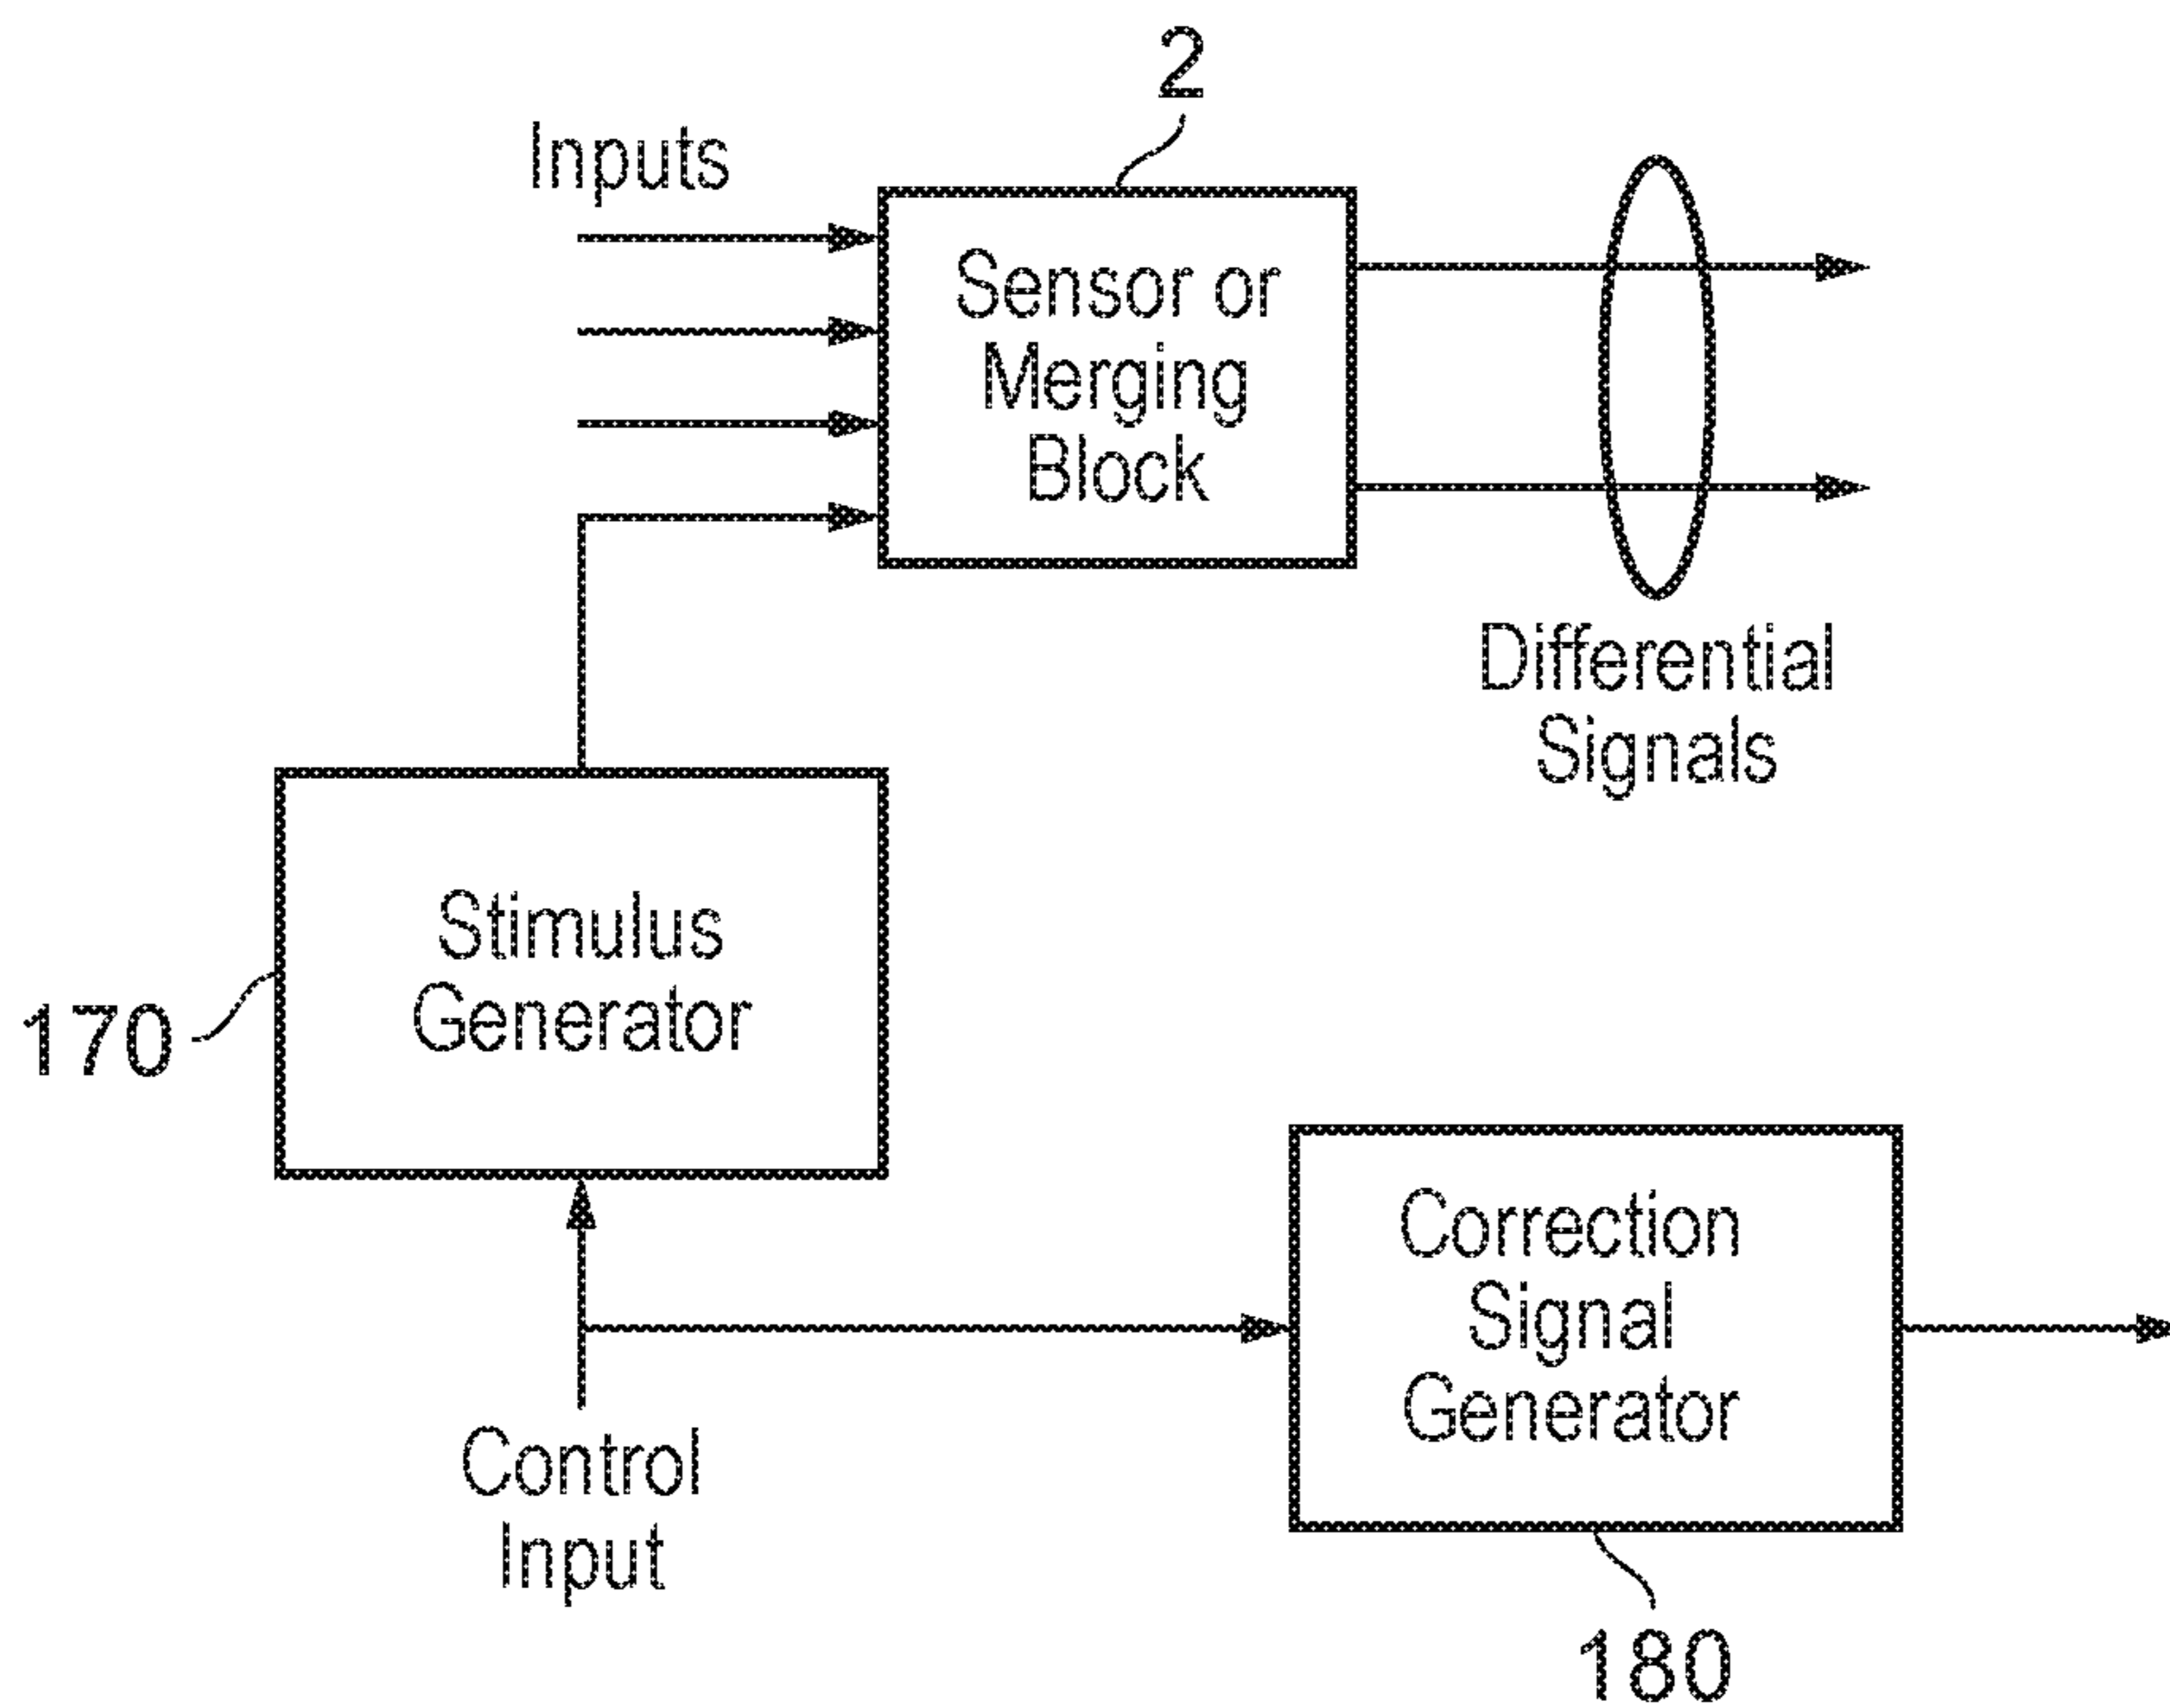 2
Inputs
Sensor or
Merging
Block
Differential
Signals
Stimulus
Generator
170
Correction
Signal
Generator
Control
Input
180